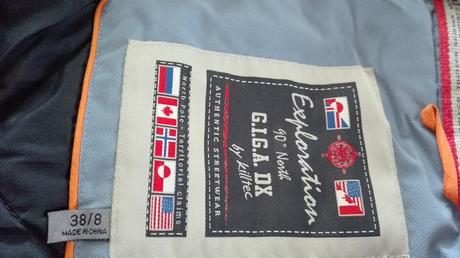 Exploration
90° North
G.I.G.A. DX
by killtec
AUTHENTIC STREETWEAR
North Pole - Territorial claims
38/8
MADE IN CHINA